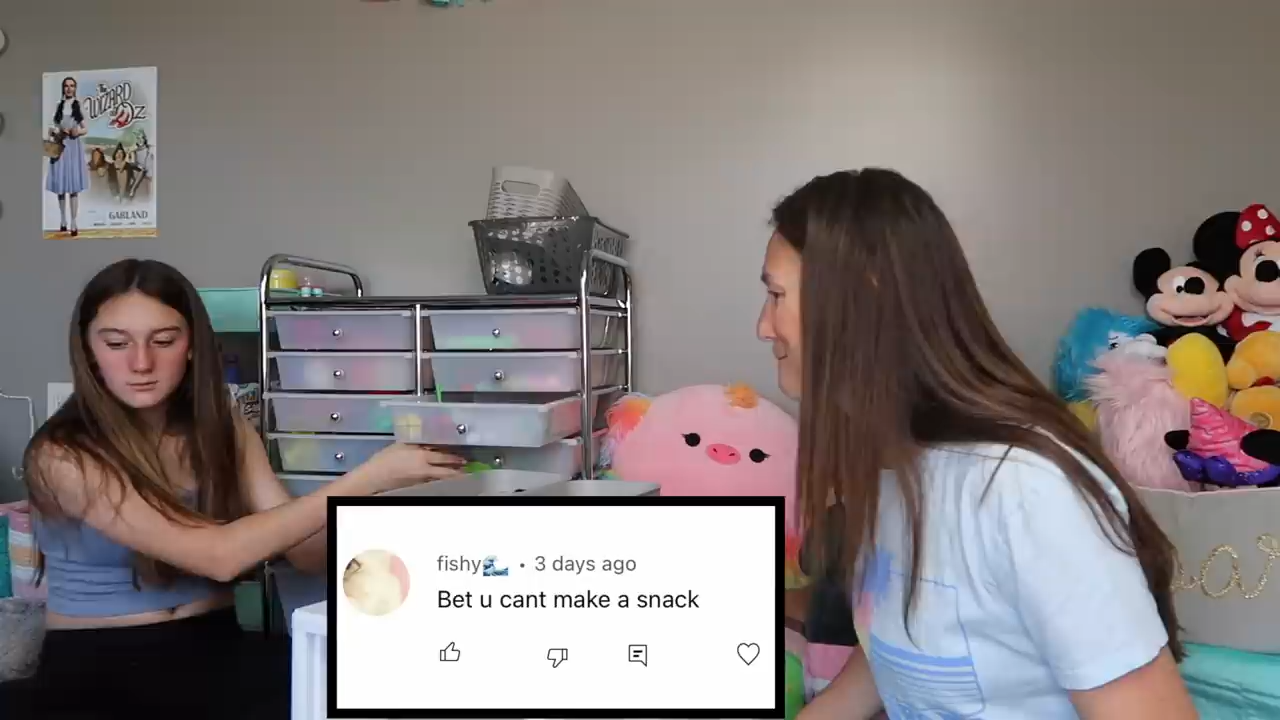 The
WIZARD
of OZ
GARLAND
fishy🌊 • 3 days ago
Bet u cant make a snack